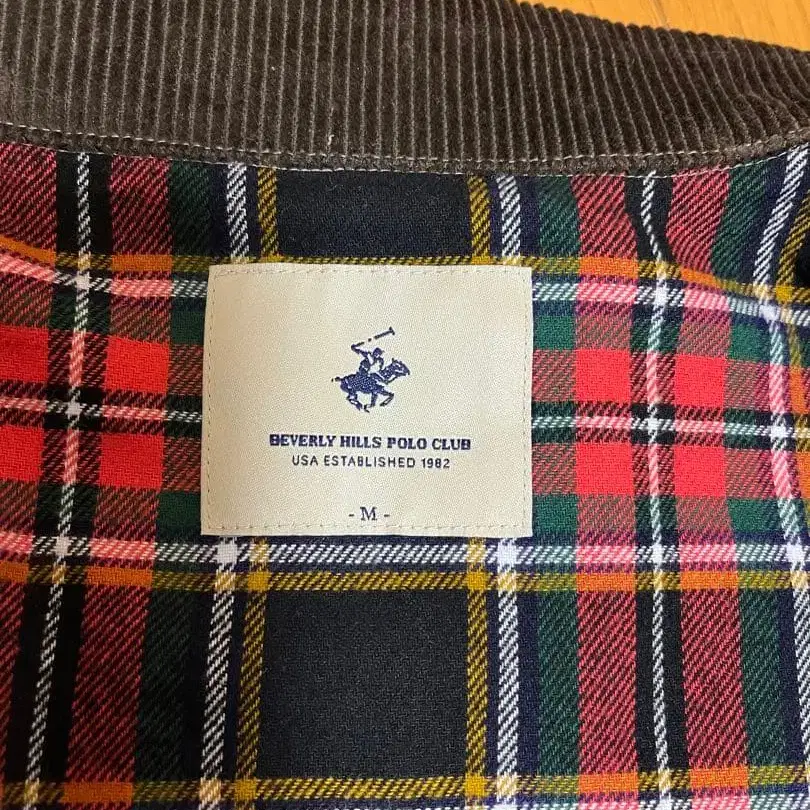 BEVERLY HILLS POLO CLUB
USA ESTABLISHED 1982
- M -